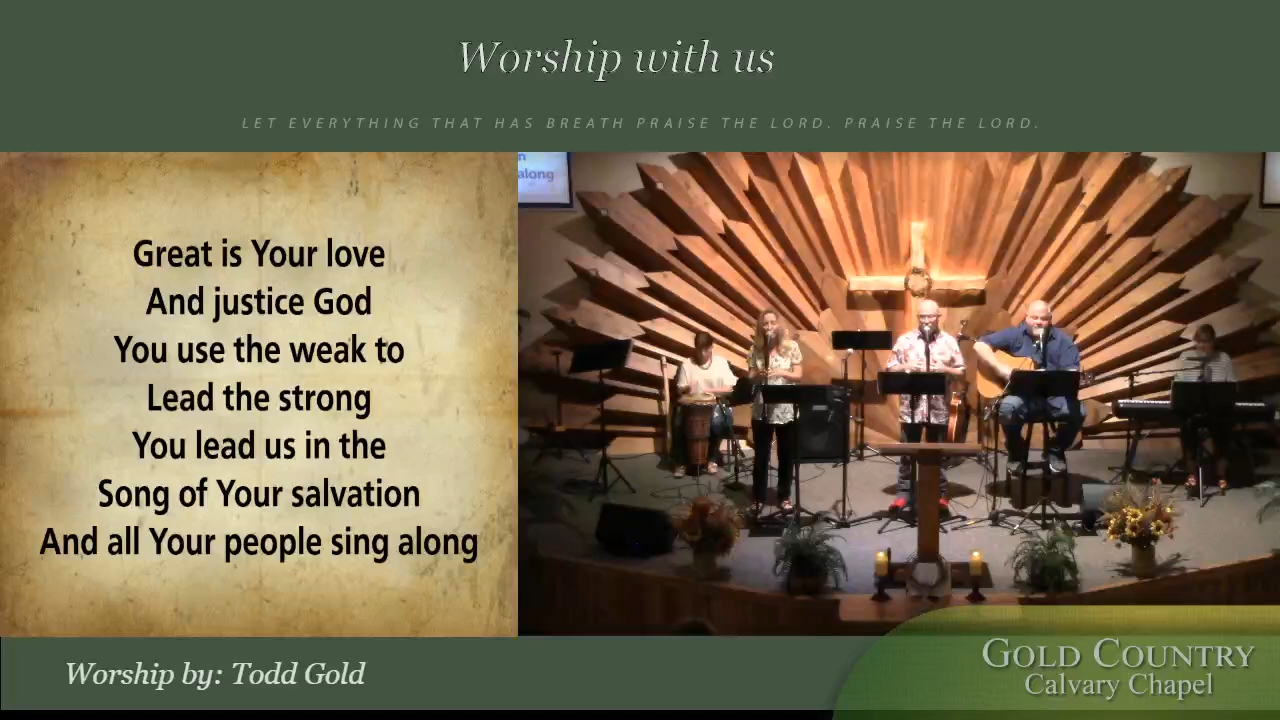 Worship with us
LET EVERYTHING THAT HAS BREATH PRAISE THE LORD. PRAISE THE LORD.
Great is Your love
And justice God
You use the weak to
Lead the strong
You lead us in the
Song of Your salvation
And all Your people sing along
along
Worship by: Todd Gold
GOLD COUNTRY
Calvary Chapel